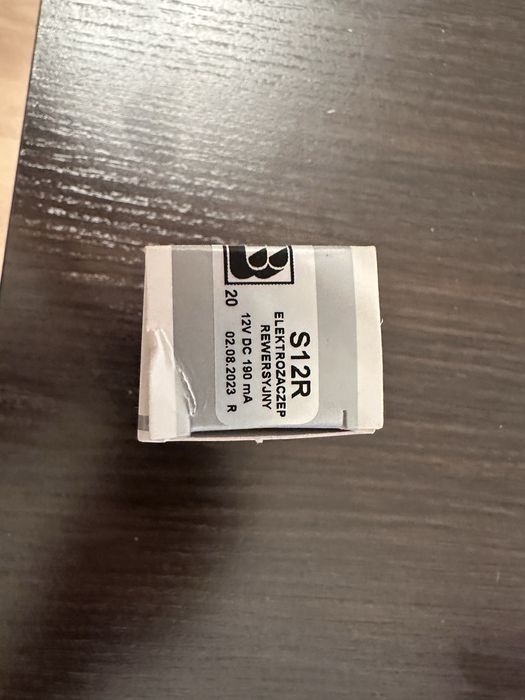 S12R
ELEKTROZACZEP
REWERSYJNY
12V DC 190 mA
20 02.08.2023 R